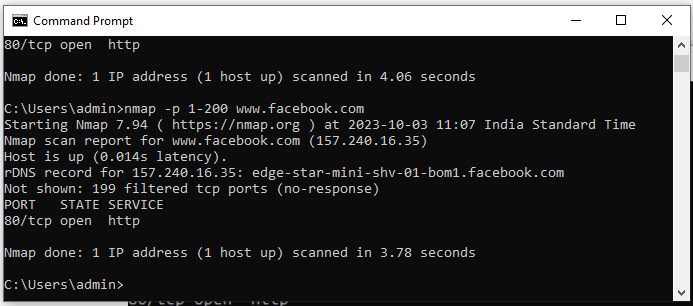 Command Prompt
80/tcp open  http
Nmap done: 1 IP address (1 host up) scanned in 4.06 seconds
C:\Users\admin>nmap -p 1-200 www.facebook.com
Starting Nmap 7.94 ( https://nmap.org ) at 2023-10-03 11:07 India Standard Time
Nmap scan report for www.facebook.com (157.240.16.35)
Host is up (0.014s latency).
rDNS record for 157.240.16.35: edge-star-mini-shv-01-bom1.facebook.com
Not shown: 199 filtered tcp ports (no-response)
PORT   STATE SERVICE
80/tcp open  http
Nmap done: 1 IP address (1 host up) scanned in 3.78 seconds
C:\Users\admin>
80/tcp open  http